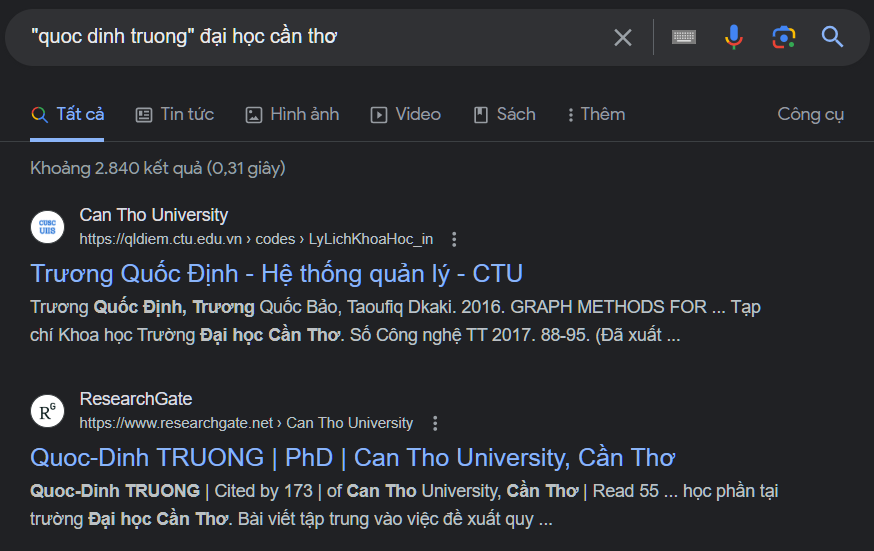 "quoc dinh truong" đại học cần thơ
Tất cả Tin tức Hình ảnh Video Sách Thêm Công cụ
Khoảng 2.840 kết quả (0,31 giây)
CUSC UIIS
Can Tho University
https://qldiem.ctu.edu.vn › codes › LyLichKhoaHoc_in
Trương Quốc Định - Hệ thống quản lý - CTU
Trương Quốc Định, Trương Quốc Bảo, Taoufiq Dkaki. 2016. GRAPH METHODS FOR ... Tạp
chí Khoa học Trường Đại học Cần Thơ. Số Công nghệ TT 2017. 88-95. (Đã xuất ...
RG
ResearchGate
https://www.researchgate.net › Can Tho University
Quoc-Dinh TRUONG | PhD | Can Tho University, Cần Thơ
Quoc-Dinh TRUONG | Cited by 173 | of Can Tho University, Cần Thơ | Read 55 ... học phần tại
trường Đại học Cần Thơ. Bài viết tập trung vào việc đề xuất quy ...